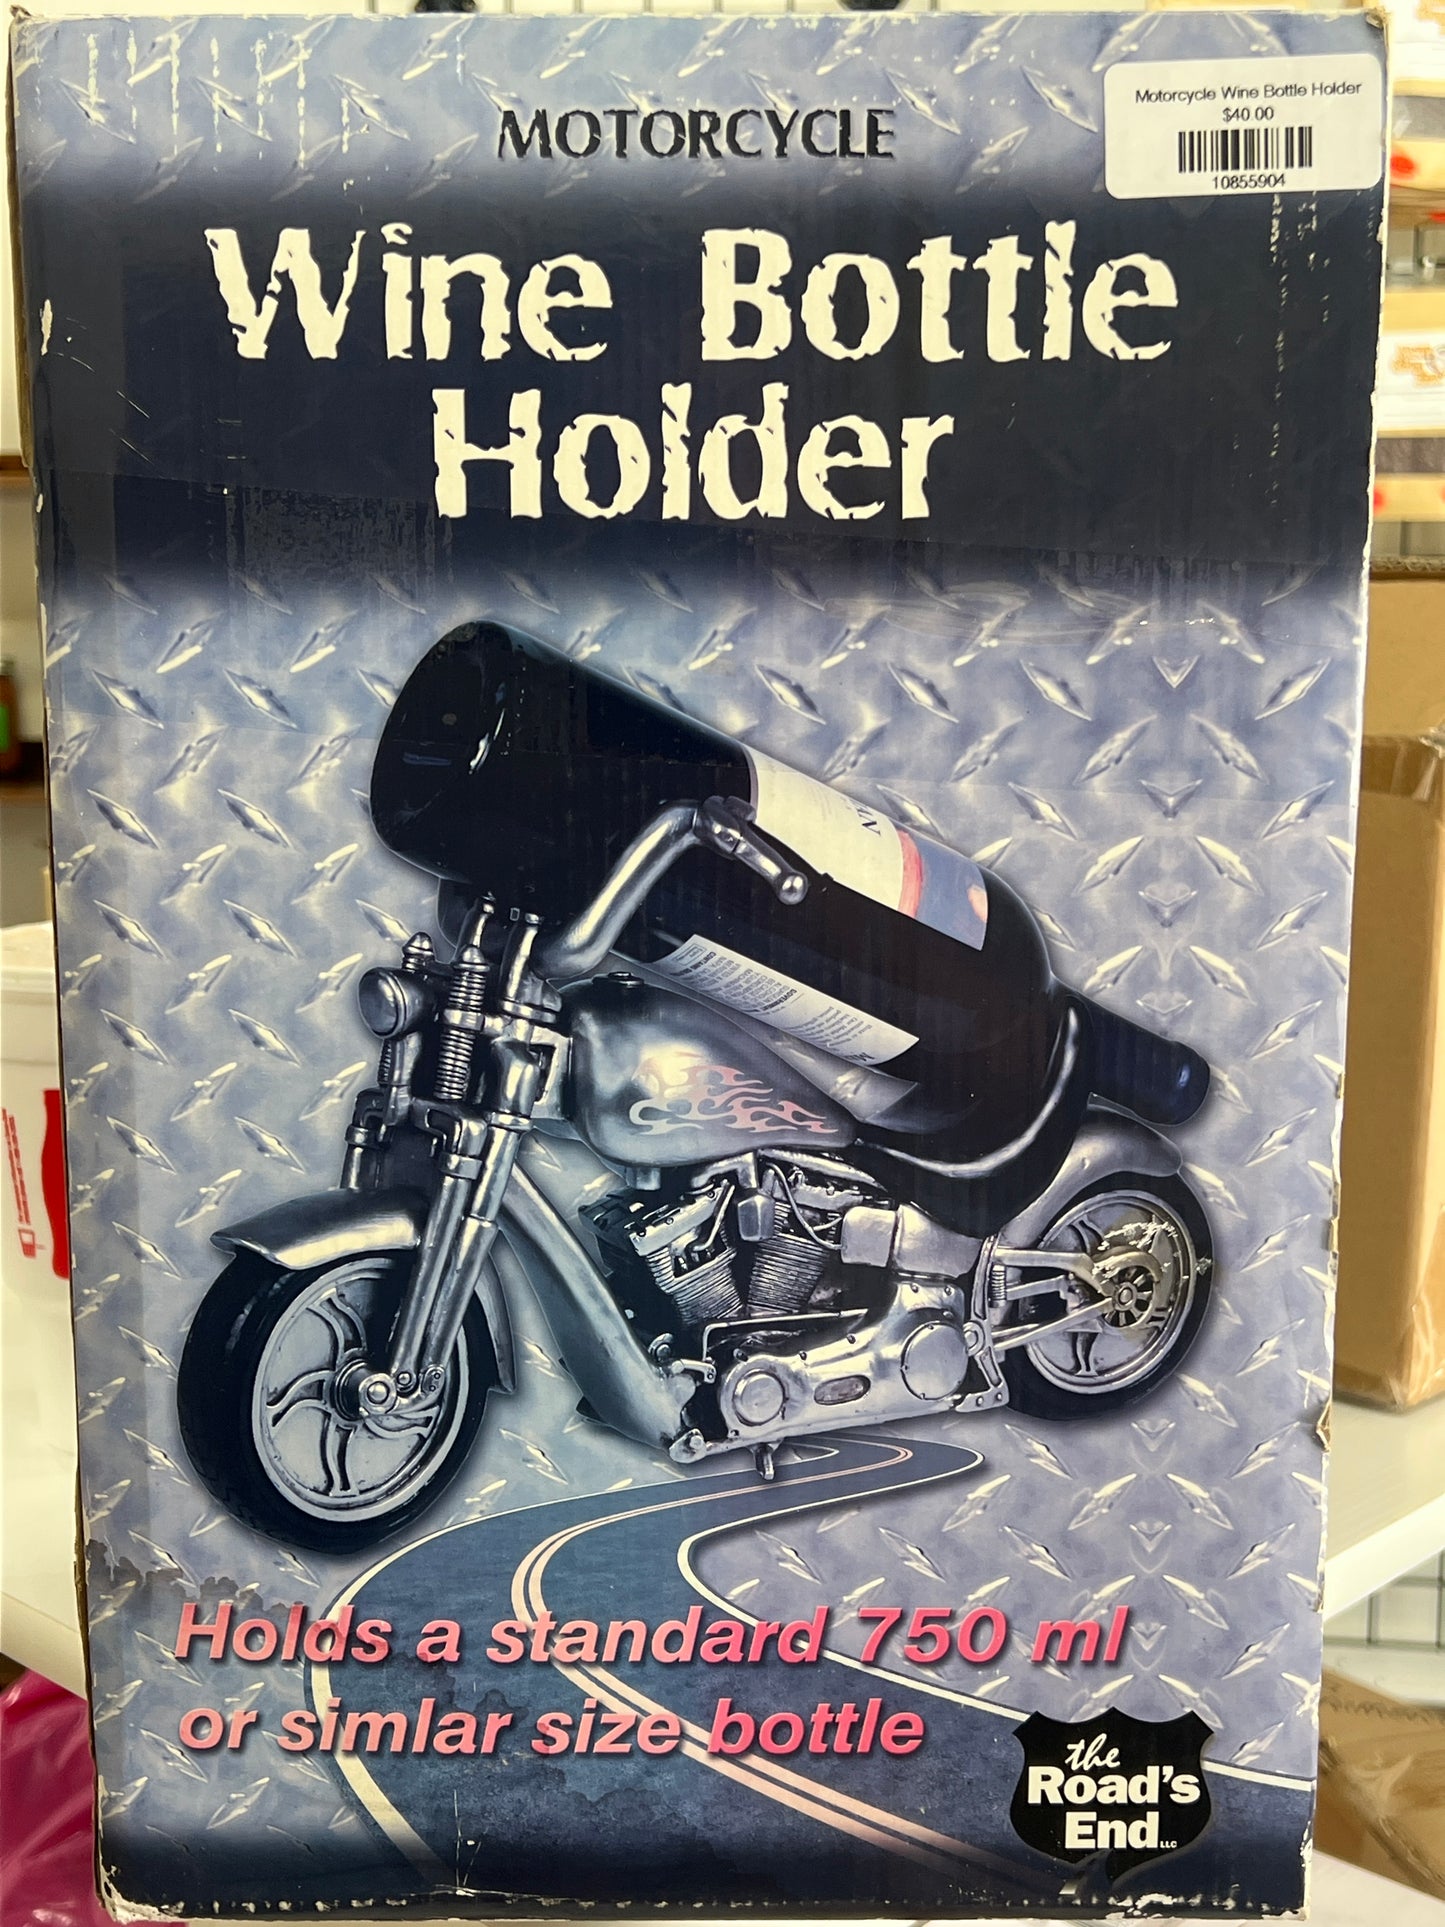 Motorcycle Wine Bottle Holder
$40.00
10855904
MOTORCYCLE
Wine Bottle
Holder
Holds a standard 750 ml
or simlar size bottle
the
Road's
End LLC